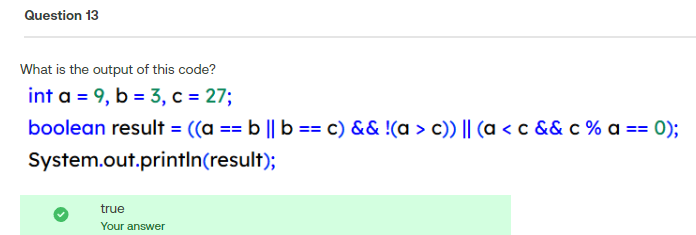 Question 13
What is the output of this code?
int a = 9, b = 3, c = 27;
boolean result = ((a == b || b == c) && !(a > c)) || (a < c && c % a == 0);
System.out.println(result);
true
Your answer